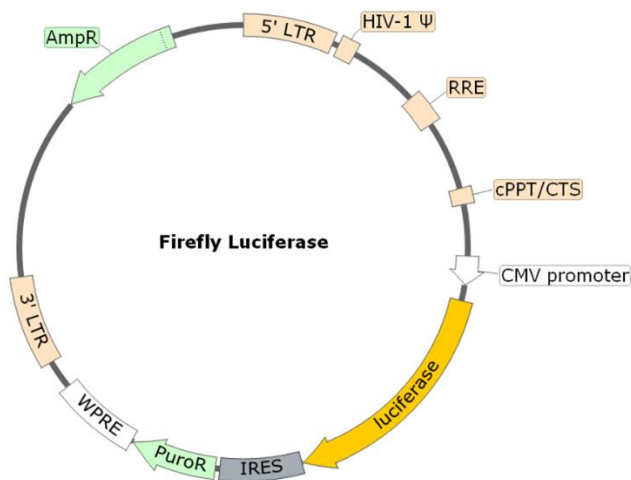 5' LTR
HIV-1 Ψ
AmpR
RRE
cPPT/CTS
Firefly Luciferase
CMV promoter
3' LTR
luciferase
WPRE
PuroR
IRES